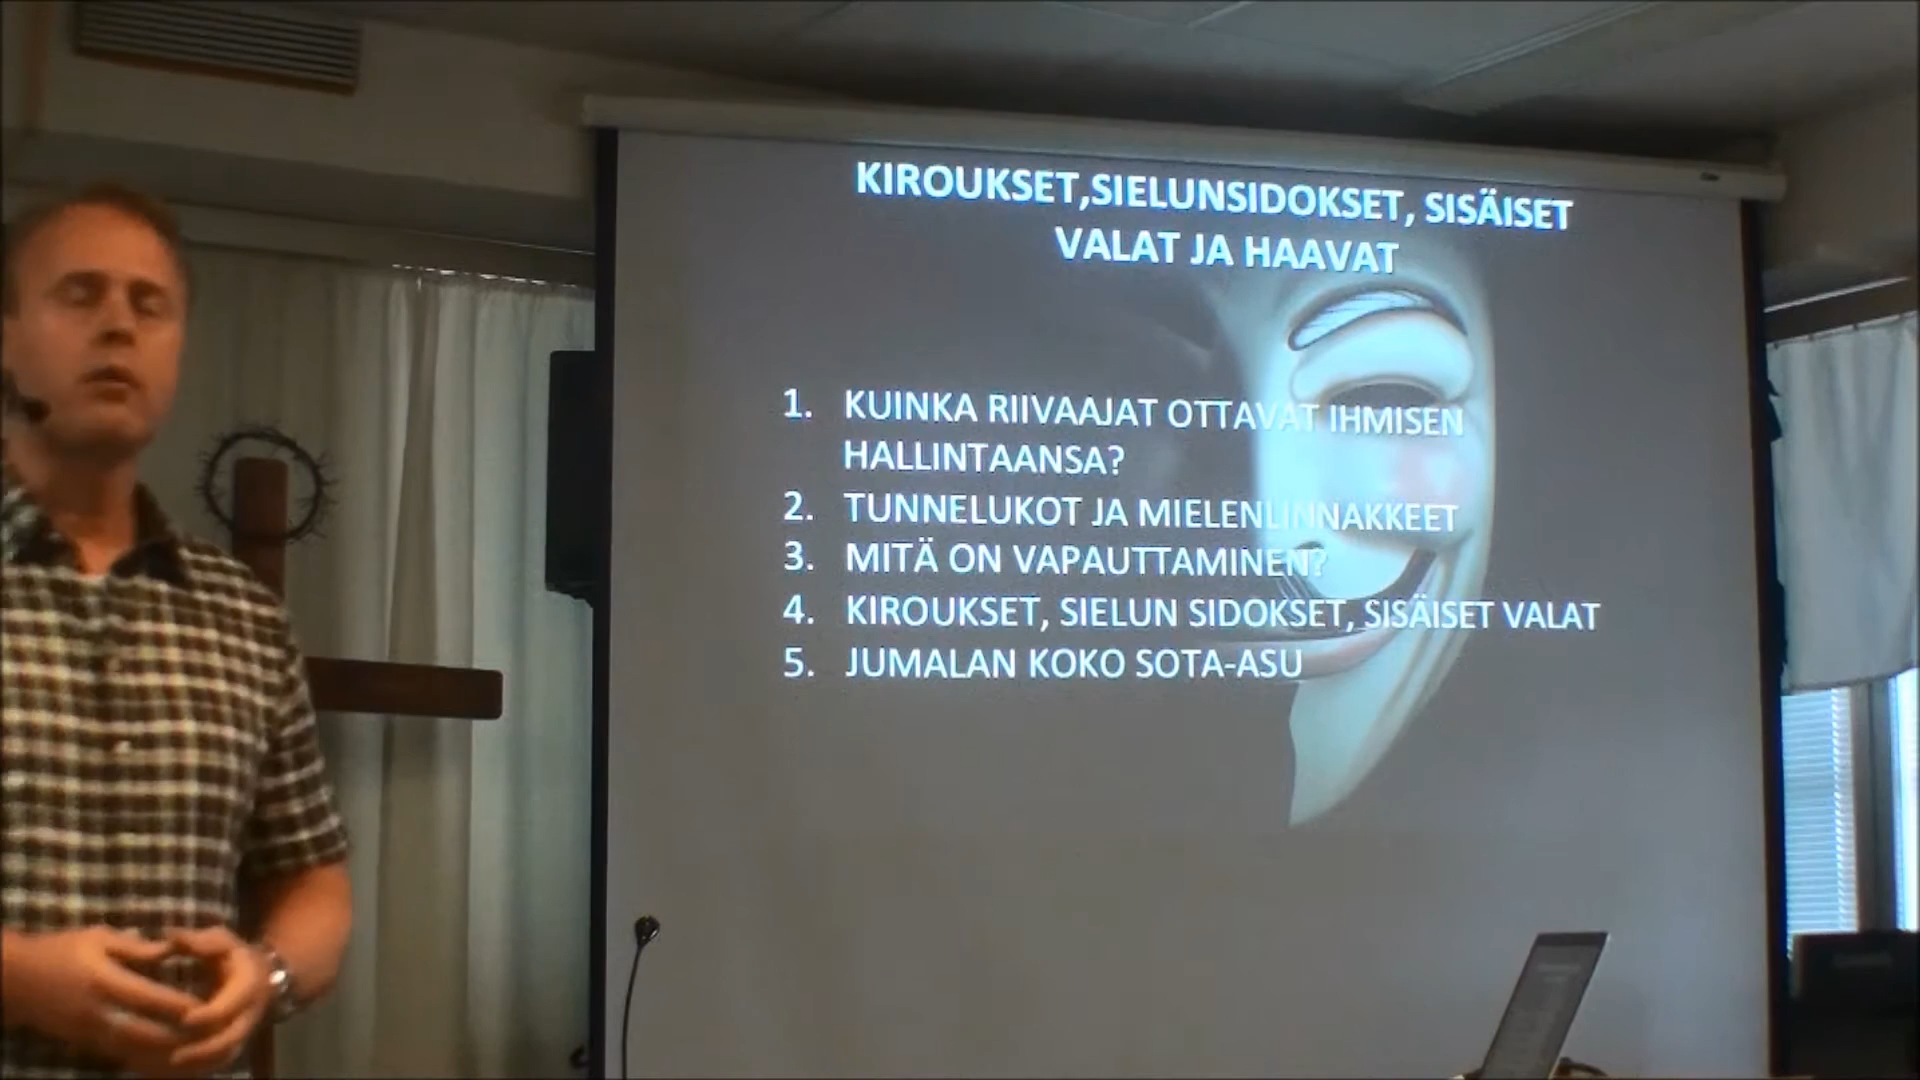 KIROUKSET,SIELUNSIDOKSET, SISÄISET
VALAT JA HAAVAT
1. KUINKA RIIVAAJAT OTTAVAT IHMISEN
HALLINTAANSA?
2. TUNNELUKOT JA MIELENLINNAKKEET
3. MITÄ ON VAPAUTTAMINEN?
4. KIROUKSET, SIELUN SIDOKSET, SISÄISET VALAT
5. JUMALAN KOKO SOTA-ASU